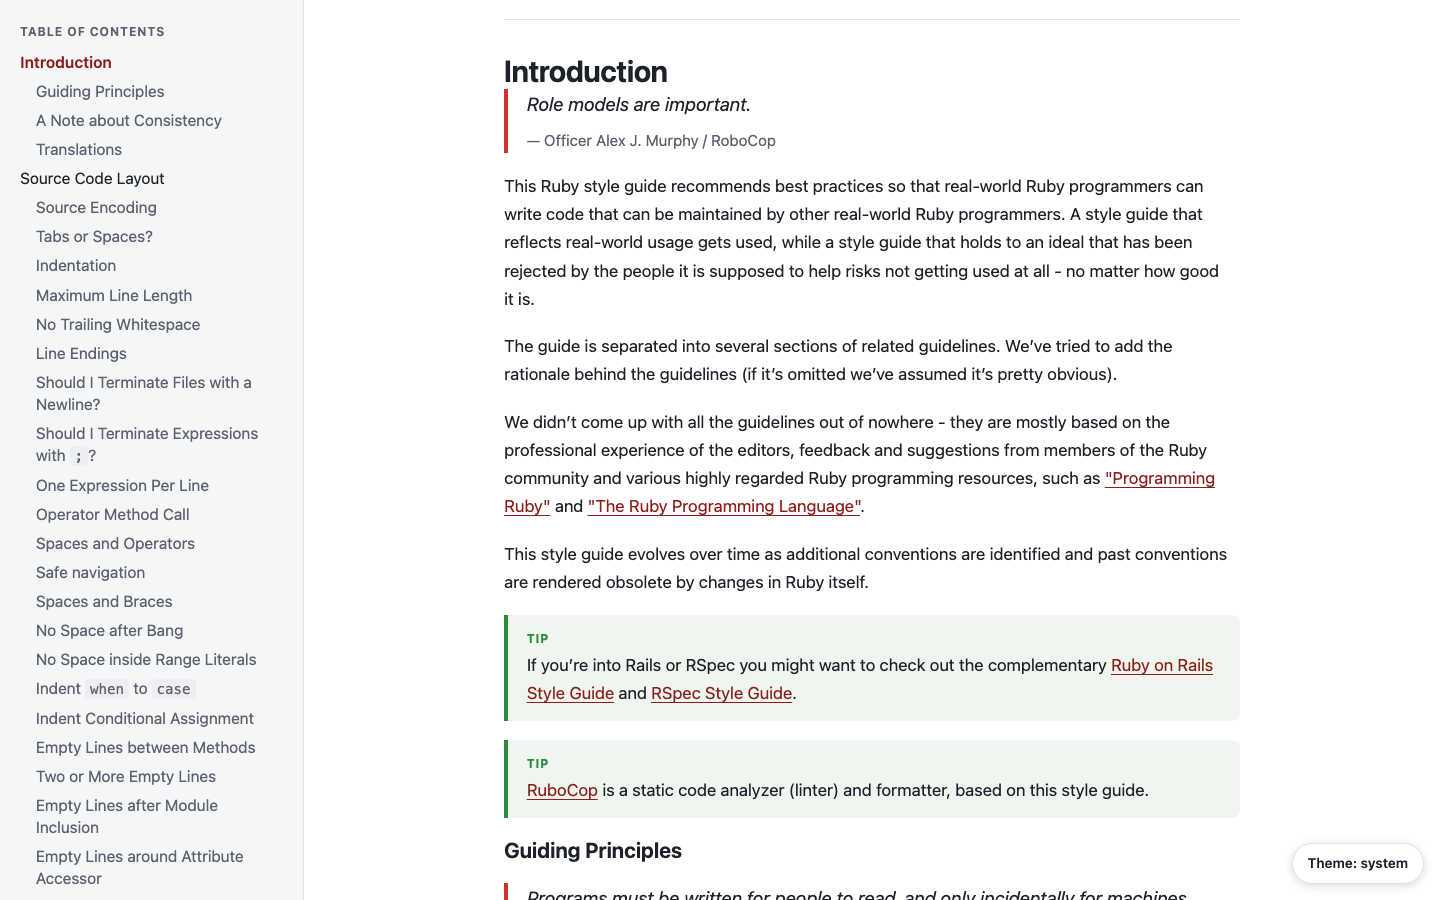 TABLE OF CONTENTS
Introduction
Guiding Principles
A Note about Consistency
Translations
Source Code Layout
Source Encoding
Tabs or Spaces?
Indentation
Maximum Line Length
No Trailing Whitespace
Line Endings
Should I Terminate Files with a
Newline?
Should I Terminate Expressions
with ; ?
One Expression Per Line
Operator Method Call
Spaces and Operators
Safe navigation
Spaces and Braces
No Space after Bang
No Space inside Range Literals
Indent when to case
Indent Conditional Assignment
Empty Lines between Methods
Two or More Empty Lines
Empty Lines after Module
Inclusion
Empty Lines around Attribute
Accessor
Introduction
Role models are important.
— Officer Alex J. Murphy / RoboCop
This Ruby style guide recommends best practices so that real-world Ruby programmers can
write code that can be maintained by other real-world Ruby programmers. A style guide that
reflects real-world usage gets used, while a style guide that holds to an ideal that has been
rejected by the people it is supposed to help risks not getting used at all - no matter how good
it is.
The guide is separated into several sections of related guidelines. We’ve tried to add the
rationale behind the guidelines (if it’s omitted we’ve assumed it’s pretty obvious).
We didn’t come up with all the guidelines out of nowhere - they are mostly based on the
professional experience of the editors, feedback and suggestions from members of the Ruby
community and various highly regarded Ruby programming resources, such as "Programming
Ruby" and "The Ruby Programming Language".
This style guide evolves over time as additional conventions are identified and past conventions
are rendered obsolete by changes in Ruby itself.
TIP
If you’re into Rails or RSpec you might want to check out the complementary Ruby on Rails
Style Guide and RSpec Style Guide.
TIP
RuboCop is a static code analyzer (linter) and formatter, based on this style guide.
Guiding Principles
Programs must be written for people to read, and only incidentally for machines
Theme: system